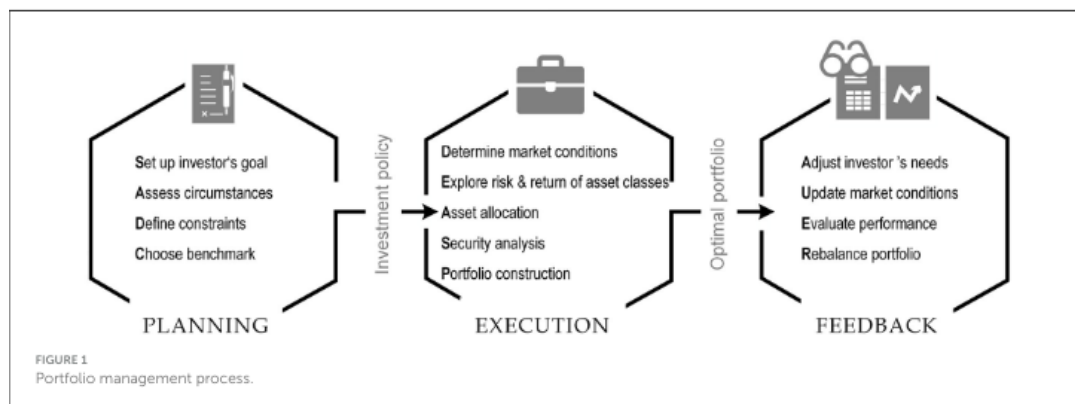 Set up investor's goal
Assess circumstances
Define constraints
Choose benchmark
PLANNING
Investment policy
Determine market conditions
Explore risk & return of asset classes
Asset allocation
Security analysis
Portfolio construction
EXECUTION
Optimal portfolio
Adjust investor 's needs
Update market conditions
Evaluate performance
Rebalance portfolio
FEEDBACK
FIGURE 1
Portfolio management process.